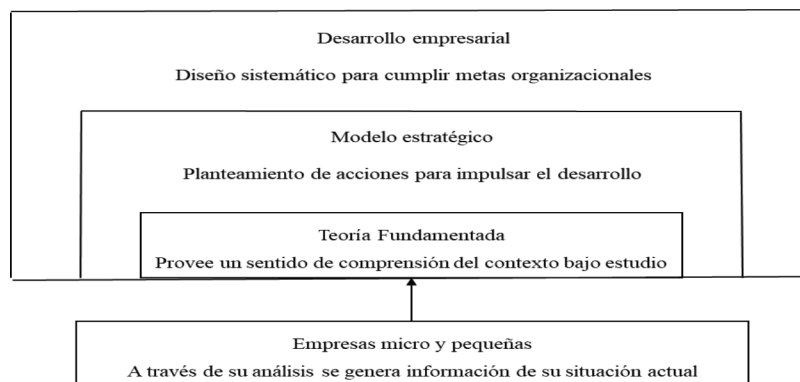 Desarrollo empresarial
Diseño sistemático para cumplir metas organizacionales
Modelo estratégico
Planteamiento de acciones para impulsar el desarrollo
Teoría Fundamentada
Provee un sentido de comprensión del contexto bajo estudio
Empresas micro y pequeñas
A través de su análisis se genera información de su situación actual